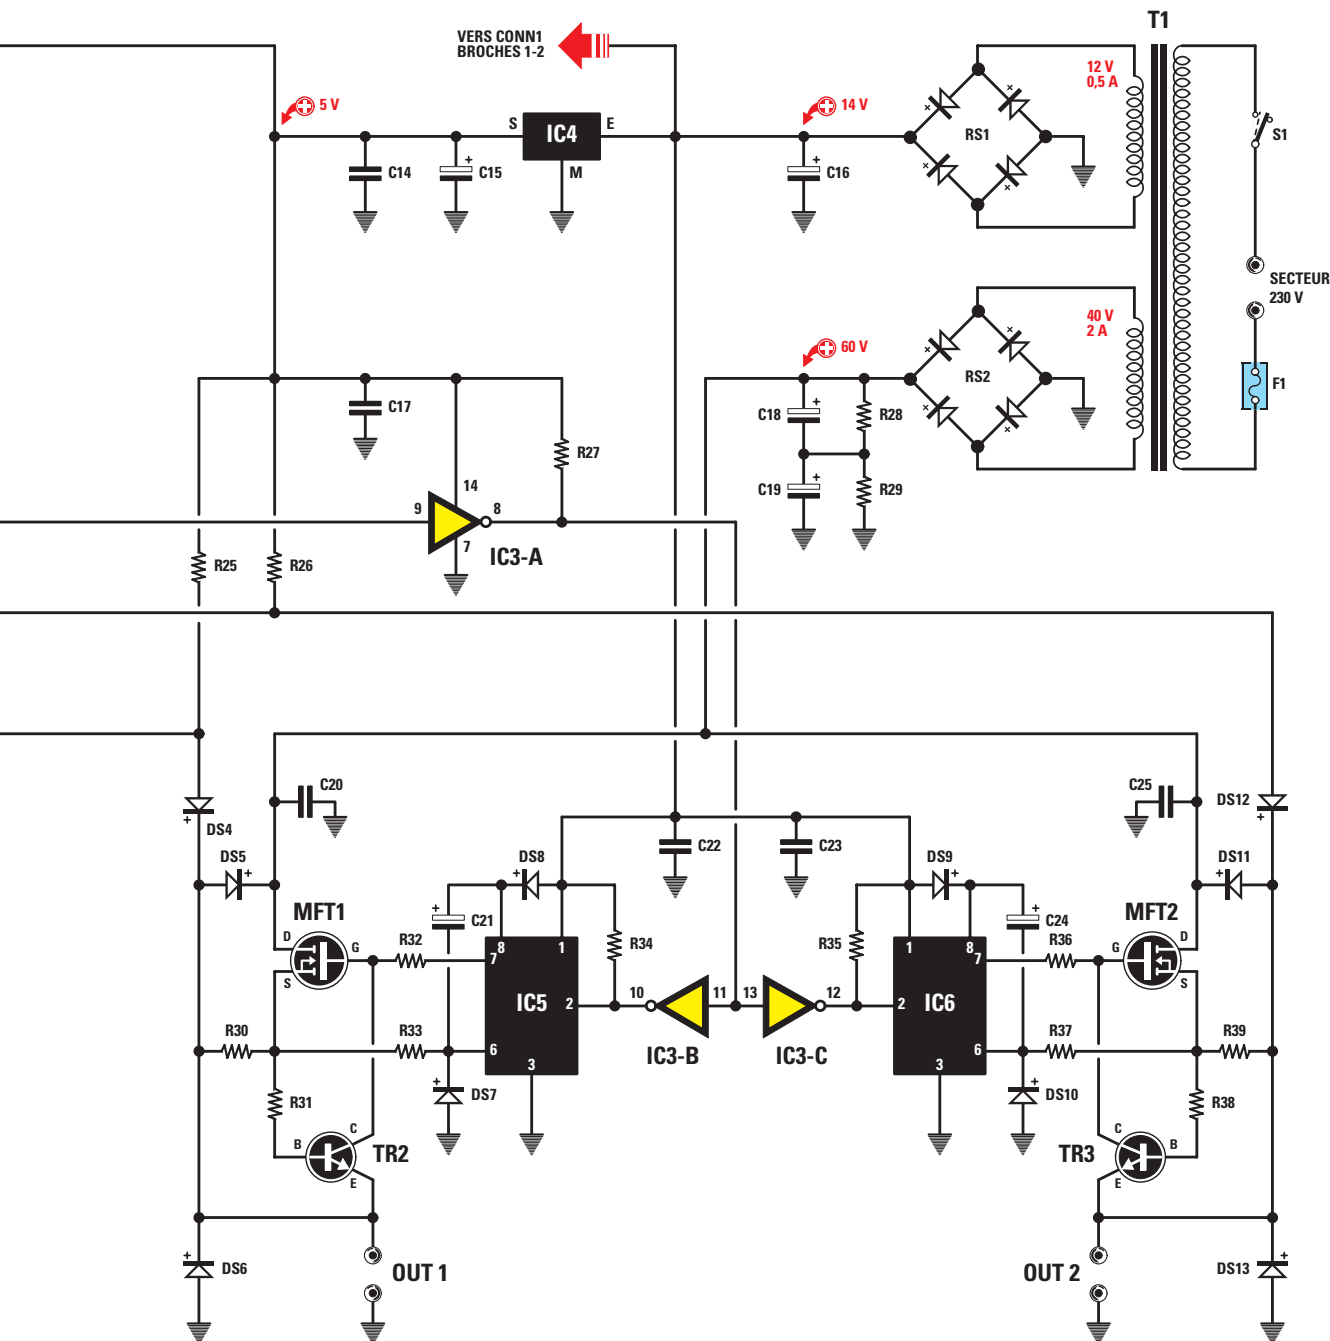 T1
VERS CONN1
BROCHES 1-2
12 V
0,5 A
5 V
14 V
S
IC4
E
M
RS1
S1
C14
+
C15
+
C16
SECTEUR
230 V
40 V
2 A
60 V
RS2
F1
C17
+
C18
R28
R27
+
C19
R29
14
9
8
7
IC3-A
R25
R26
C20
C25
DS12
+
DS4
+
C22
C23
DS5
+
DS8
+
DS9
+
DS11
+
MFT1
MFT2
+
C21
+
C24
D
G
S
R32
8
1
7
R34
R35
1
8
7
R36
G
D
S
IC5
2
10
11
13
12
2
IC6
R30
R33
6
IC3-B
IC3-C
6
R37
R39
3
3
+
DS7
+
DS10
R31
R38
B
C
E
TR2
TR3
C
B
E
+
DS6
OUT 1
OUT 2
DS13
+